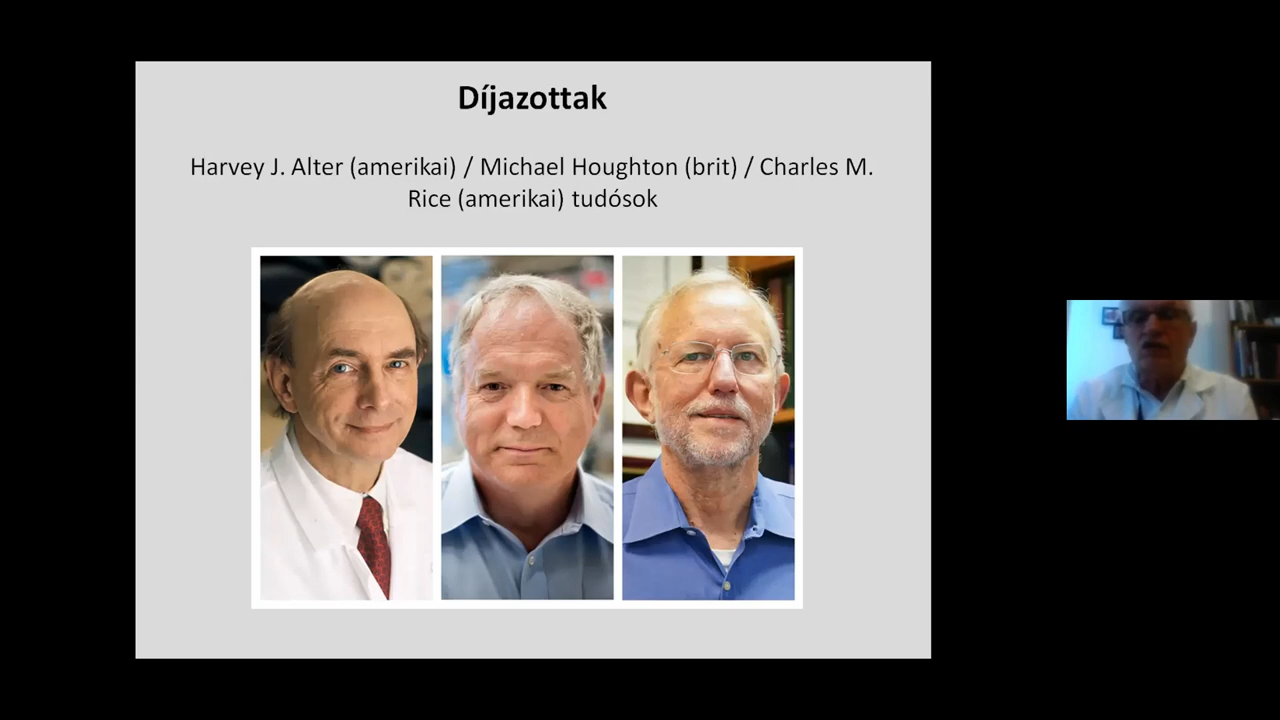 Díjazottak
Harvey J. Alter (amerikai) / Michael Houghton (brit) / Charles M.
Rice (amerikai) tudósok